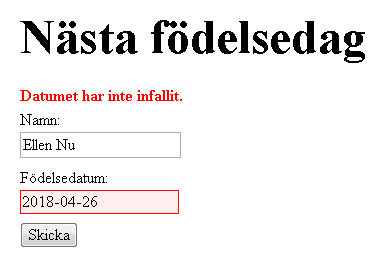 Nästa födelsedag
Datumet har inte infallit.
Namn:
Ellen Nu
Födelsedatum:
2018-04-26
Skicka